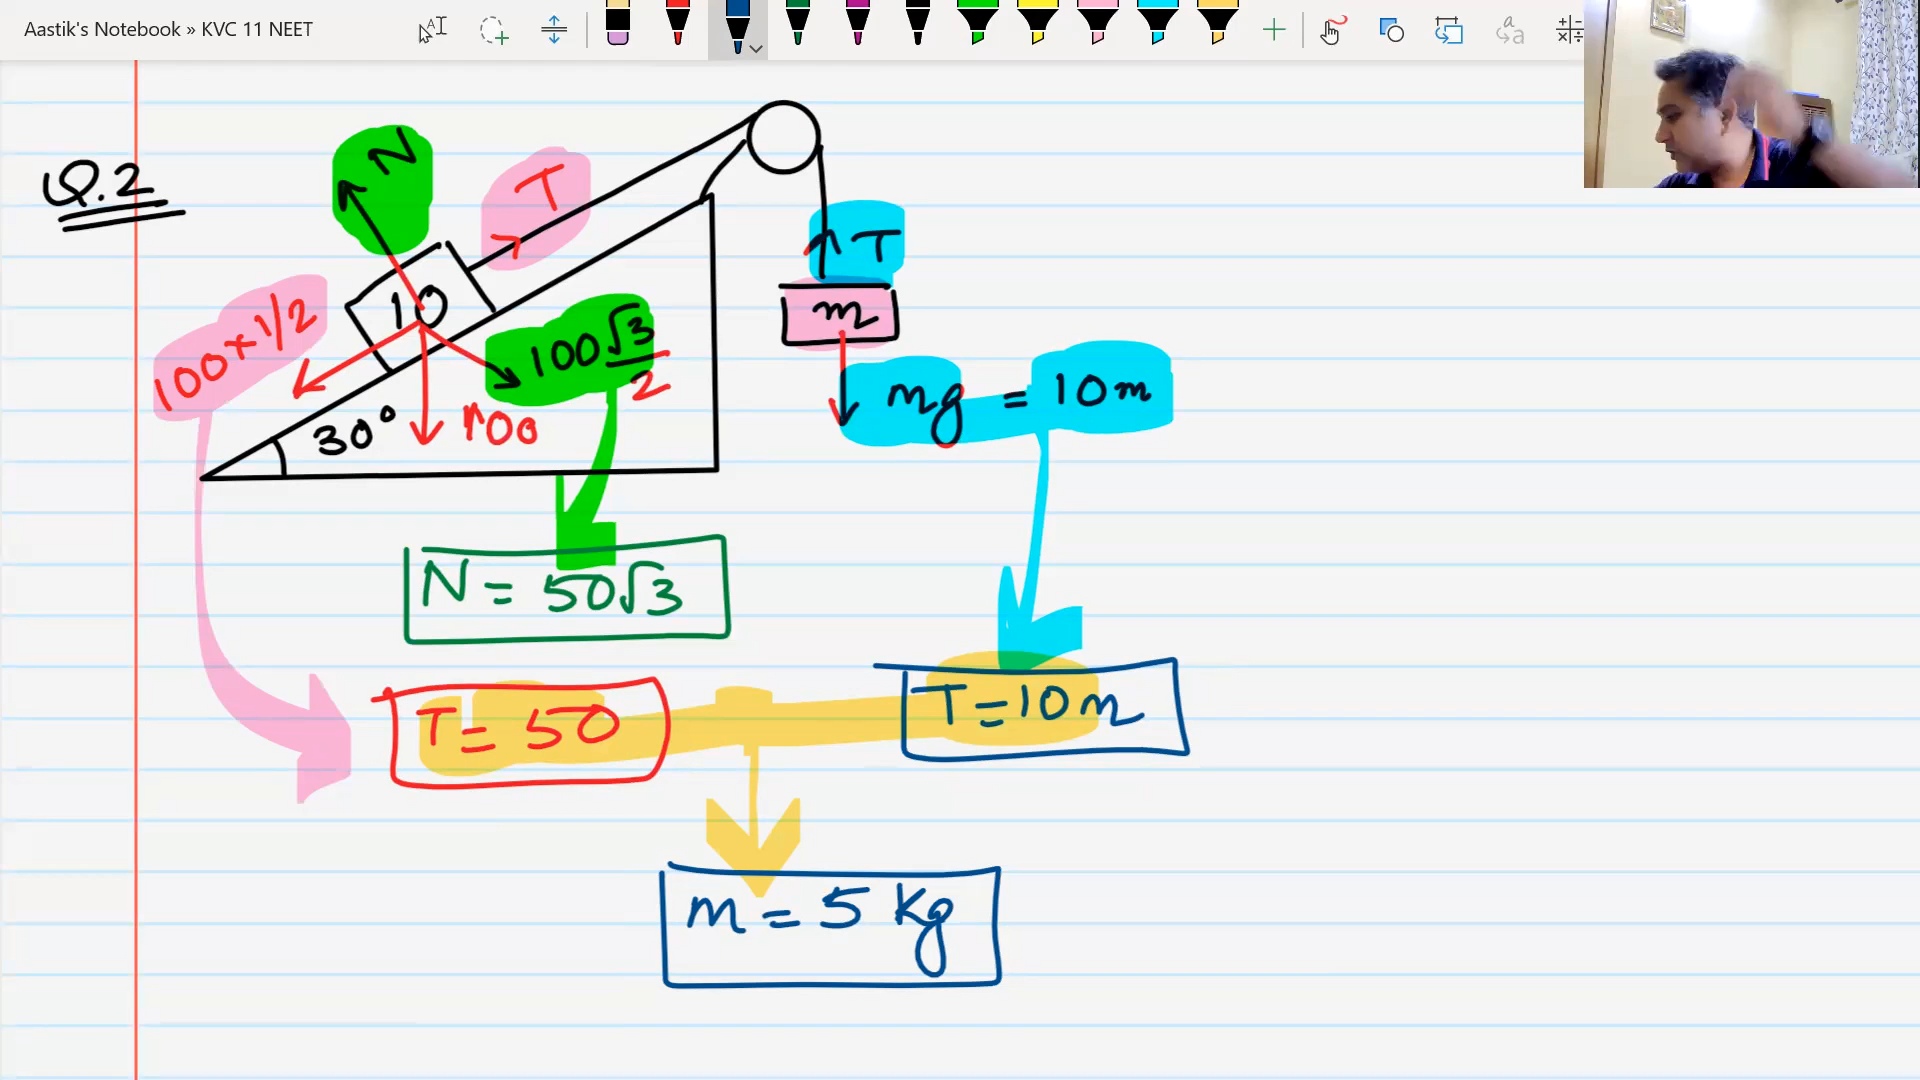 Aastik's Notebook » KVC 11 NEET
Q.2
N
T
T
10
m
100×1/2
100√3/2
30°
100
mg = 10m
N = 50√3
T = 50
T = 10m
m = 5 Kg